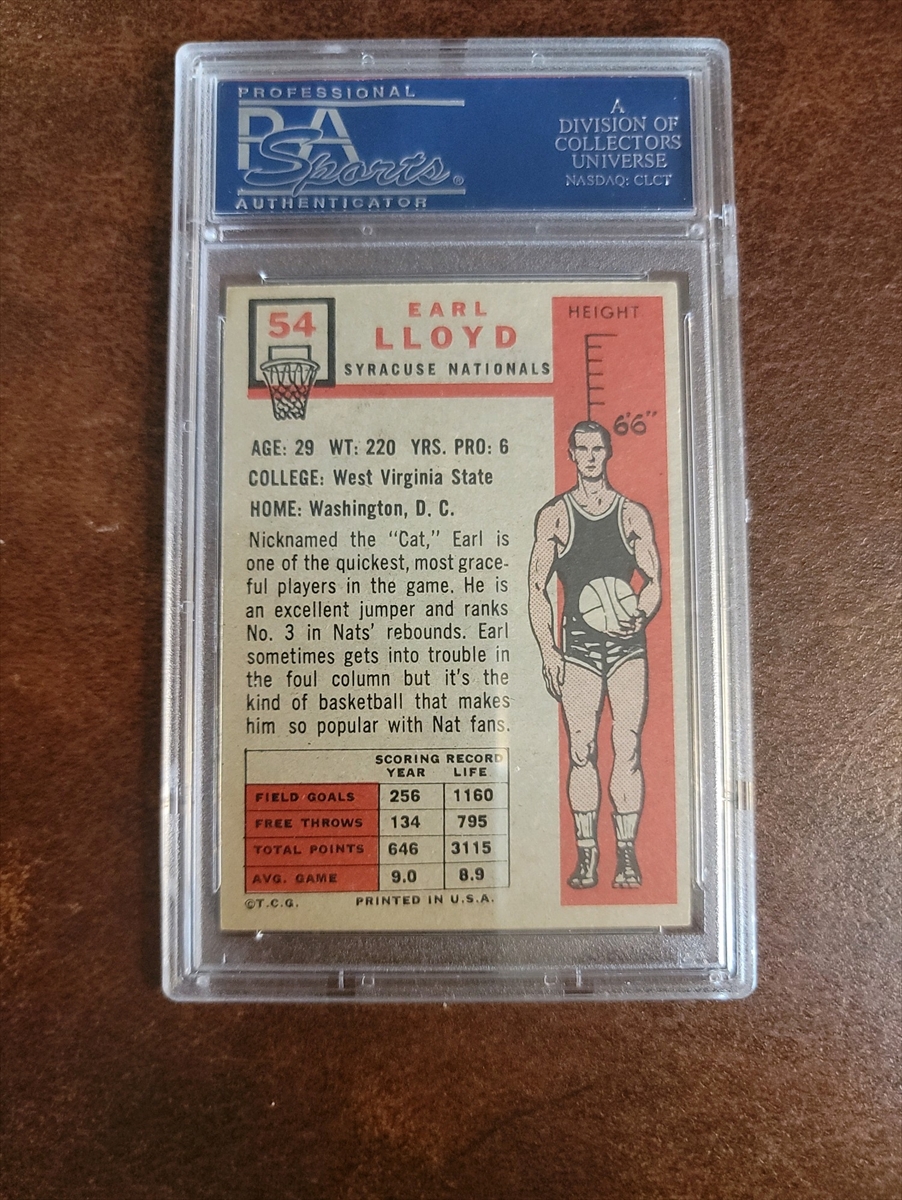 PROFESSIONAL
PSA
Sports®
AUTHENTICATOR
A
DIVISION OF
COLLECTORS
UNIVERSE
NASDAQ: CLCT
54
EARL
LLOYD
SYRACUSE NATIONALS
HEIGHT
6'6"
AGE: 29 WT: 220 YRS. PRO: 6
COLLEGE: West Virginia State
HOME: Washington, D. C.
Nicknamed the "Cat," Earl is
one of the quickest, most grace-
ful players in the game. He is
an excellent jumper and ranks
No. 3 in Nats' rebounds. Earl
sometimes gets into trouble in
the foul column but it's the
kind of basketball that makes
him so popular with Nat fans.
SCORING RECORD
YEAR LIFE
FIELD GOALS 256 1160
FREE THROWS 134 795
TOTAL POINTS 646 3115
AVG. GAME 9.0 8.9
©T.C.G. PRINTED IN U.S.A.